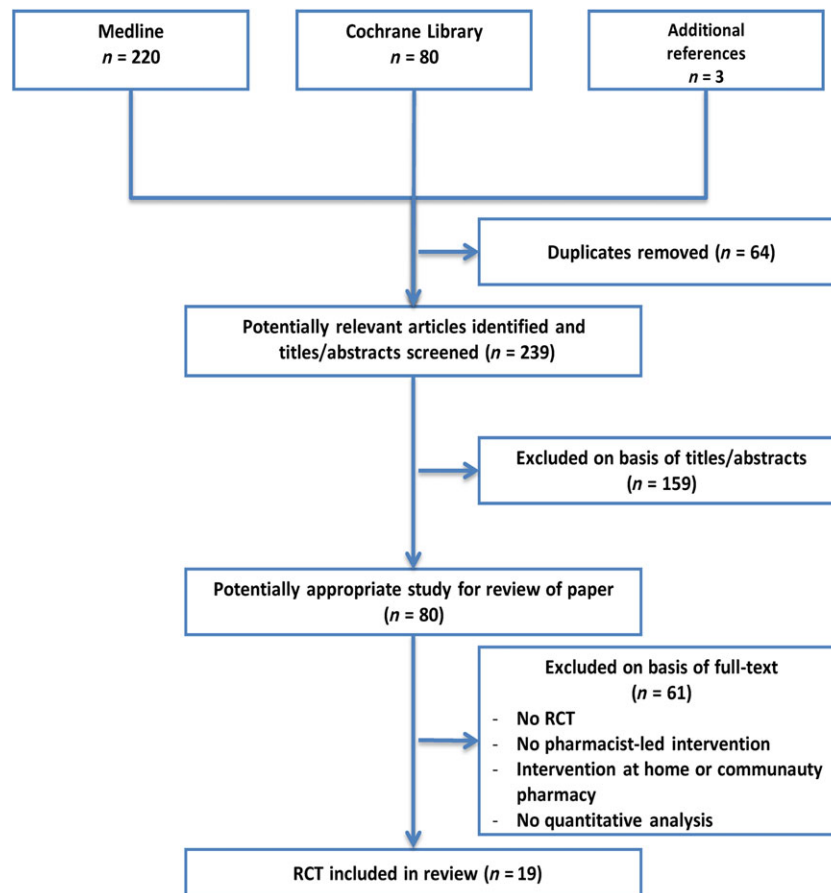 Medline
n = 220
Cochrane Library
n = 80
Additional
references
n = 3
Duplicates removed (n = 64)
Potentially relevant articles identified and
titles/abstracts screened (n = 239)
Excluded on basis of titles/abstracts
(n = 159)
Potentially appropriate study for review of paper
(n = 80)
Excluded on basis of full-text
(n = 61)
- No RCT
- No pharmacist-led intervention
- Intervention at home or communauty
pharmacy
- No quantitative analysis
RCT included in review (n = 19)